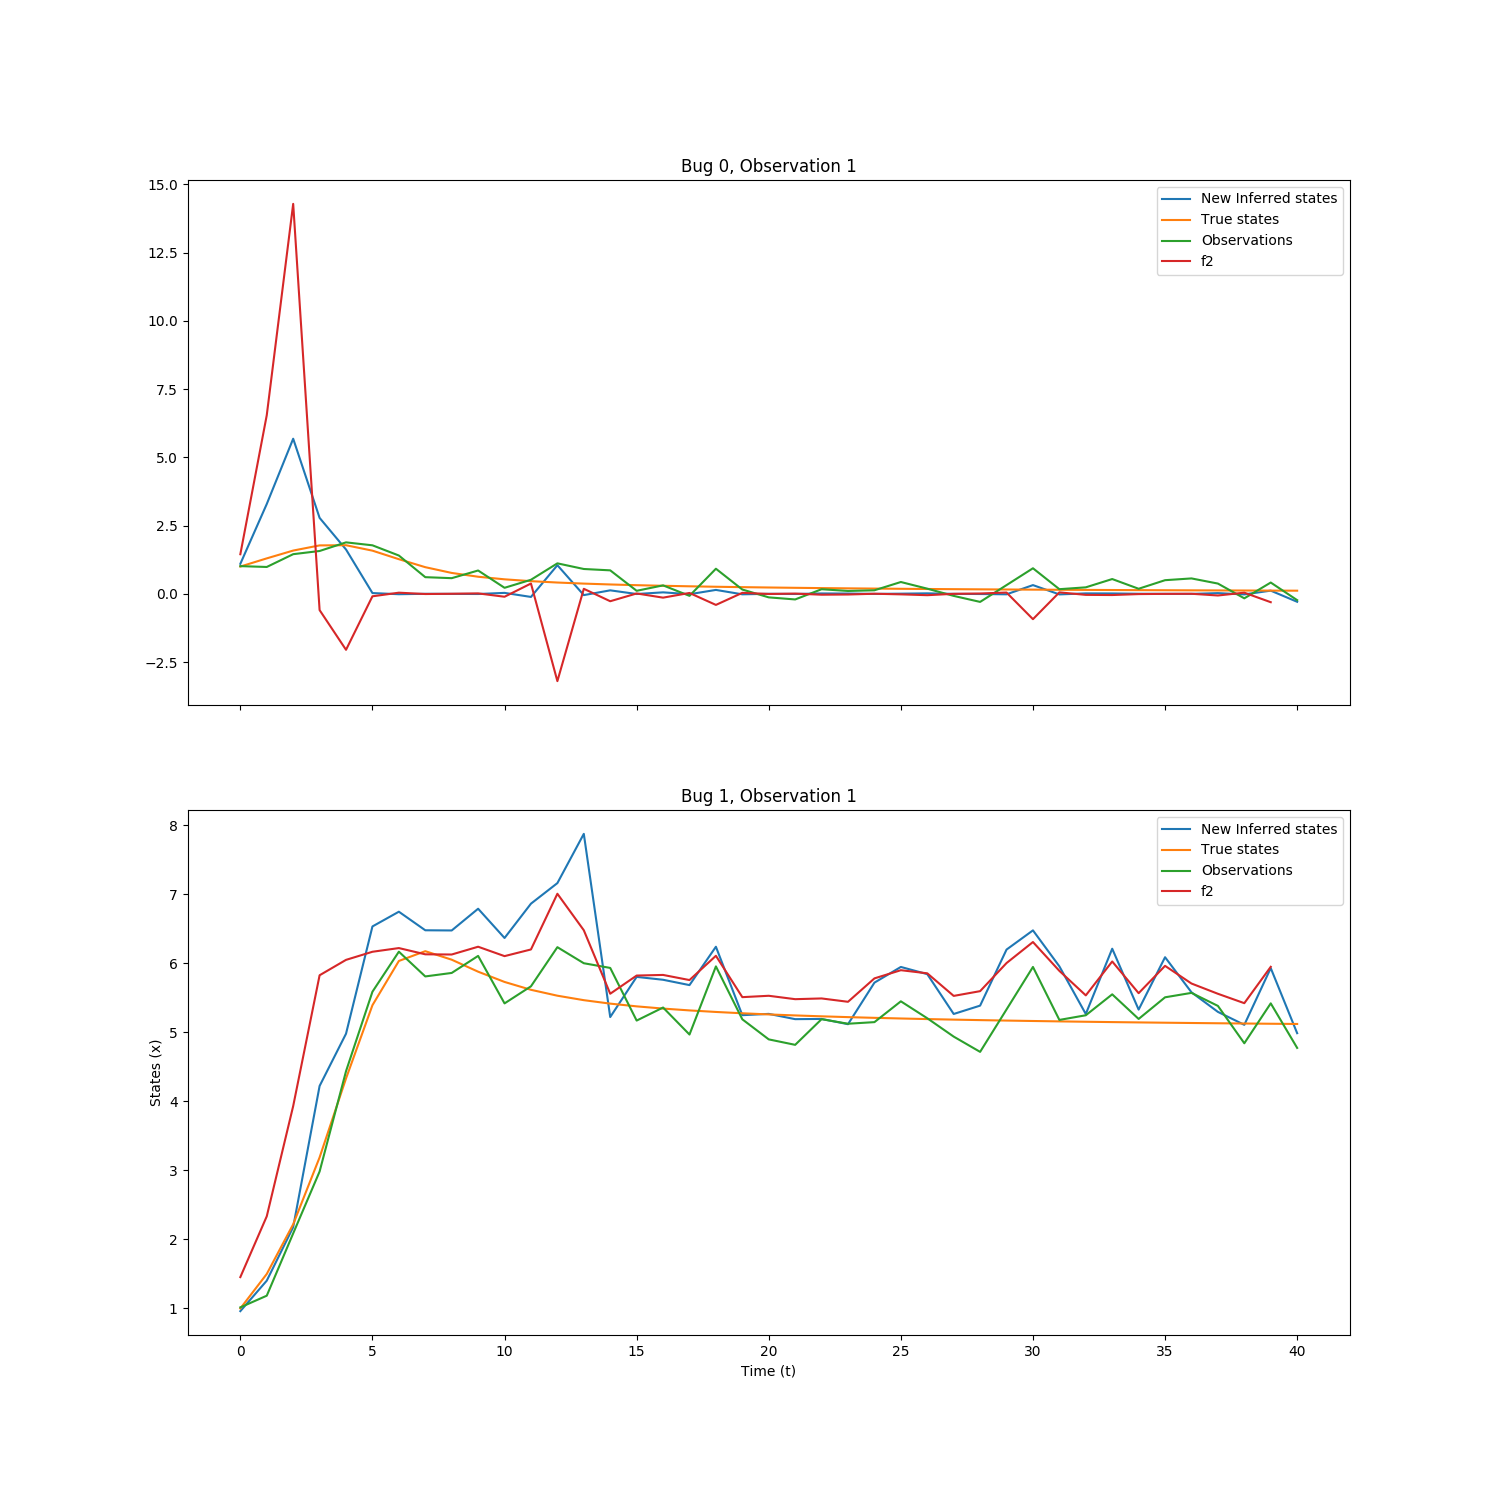 Bug 0, Observation 1
15.0
12.5
10.0
7.5
5.0
2.5
0.0
−2.5
New Inferred states
True states
Observations
f2
Bug 1, Observation 1
8
7
6
5
4
3
2
1
States (x)
New Inferred states
True states
Observations
f2
0 5 10 15 20 25 30 35 40
Time (t)